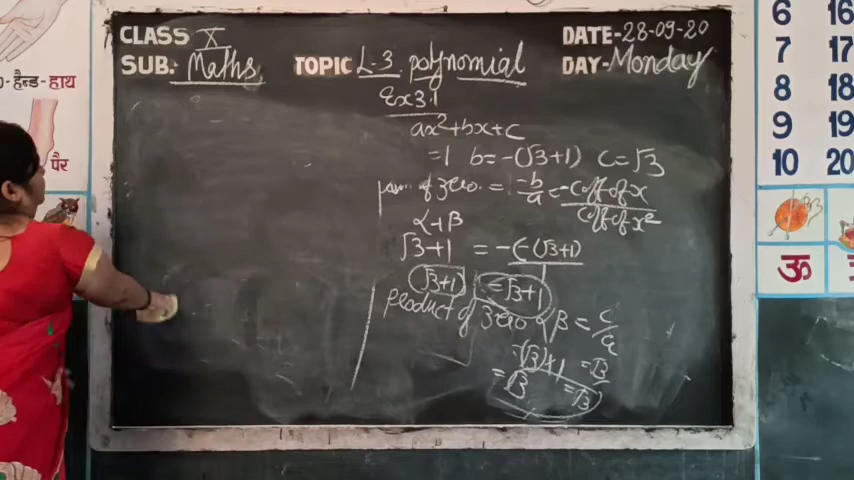 CLASS X
SUB. Maths
TOPIC L-3 polynomial
DATE-28-09-20
DAY-Monday
Ex 3.1
ax²+bx+c
=1 b=-(√3+1) c=√3
of zero = -b/a = -Coff of x / Coff of x²
α+β
√3+1 = -(-(√3+1)) / 1
(√3+1) = √3+1
product of zero αβ = c/a
(√3)×1 = √3
= √3 = √3
-हैन्ड-हाथ
पैर
6 16
7 17
8 18
9 19
10 20
ऊ